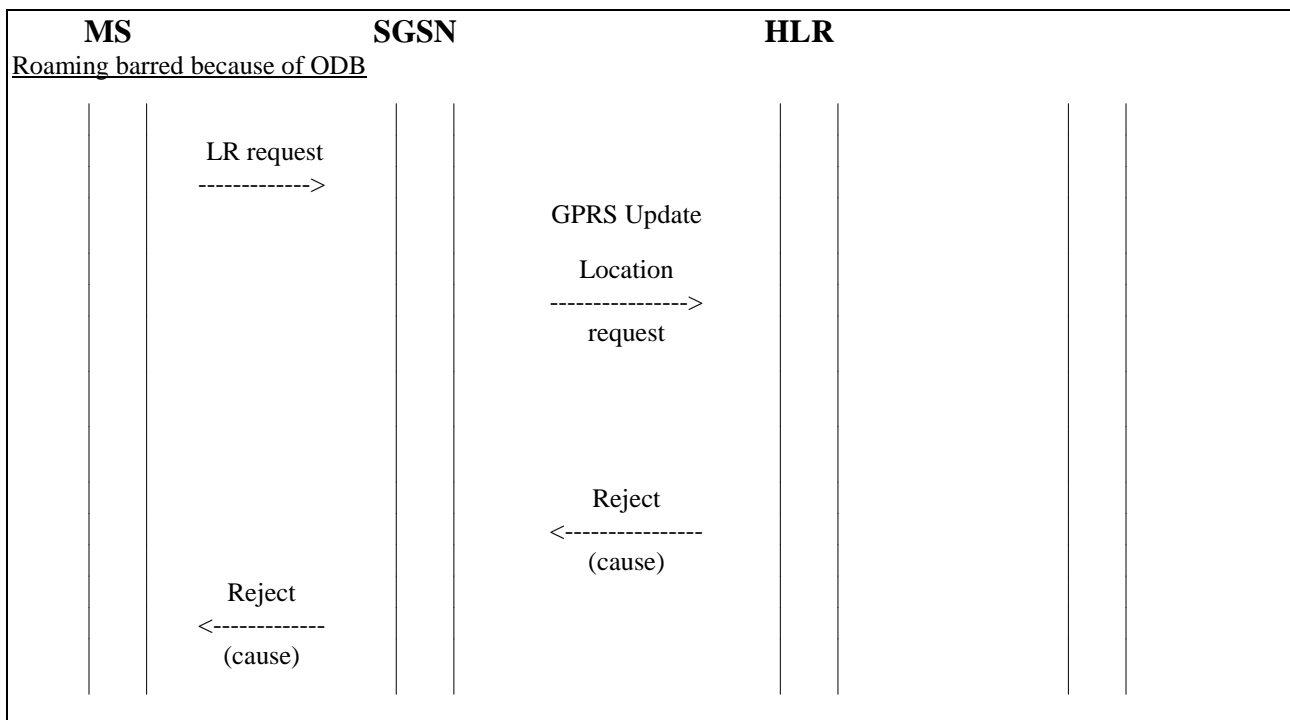 MS SGSN HLR
Roaming barred because of ODB
LR request
------------->
GPRS Update
Location
---------------->
request
Reject
<----------------
(cause)
Reject
<-------------
(cause)